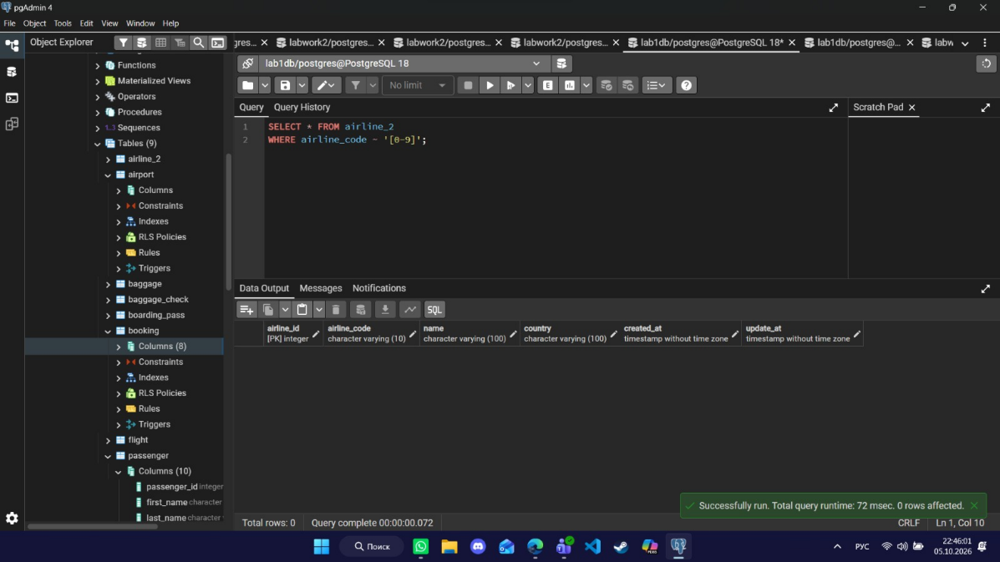 pgAdmin 4
File Object Tools Edit View Window Help
Object Explorer
gres... labwork2/postgres... labwork2/postgres... labwork2/postgres... lab1db/postgres@PostgreSQL 18* lab1db/postgres@... labw
lab1db/postgres@PostgreSQL 18
No limit
Query Query History
Scratch Pad
1 SELECT * FROM airline_2
2 WHERE airline_code ~ '[0-9]';
Functions
Materialized Views
Operators
Procedures
1..3 Sequences
Tables (9)
airline_2
airport
Columns
Constraints
Indexes
RLS Policies
Rules
Triggers
baggage
baggage_check
boarding_pass
booking
Columns (8)
Constraints
Indexes
RLS Policies
Rules
Triggers
flight
passenger
Columns (10)
passenger_id integer
first_name character
last_name character
Data Output Messages Notifications
SQL
airline_id
[PK] integer
airline_code
character varying (10)
name
character varying (100)
country
character varying (100)
created_at
timestamp without time zone
update_at
timestamp without time zone
Successfully run. Total query runtime: 72 msec. 0 rows affected.
Total rows: 0 Query complete 00:00:00.072 CRLF Ln 1, Col 10
Поиск
РУС
22:46:01
05.10.2026